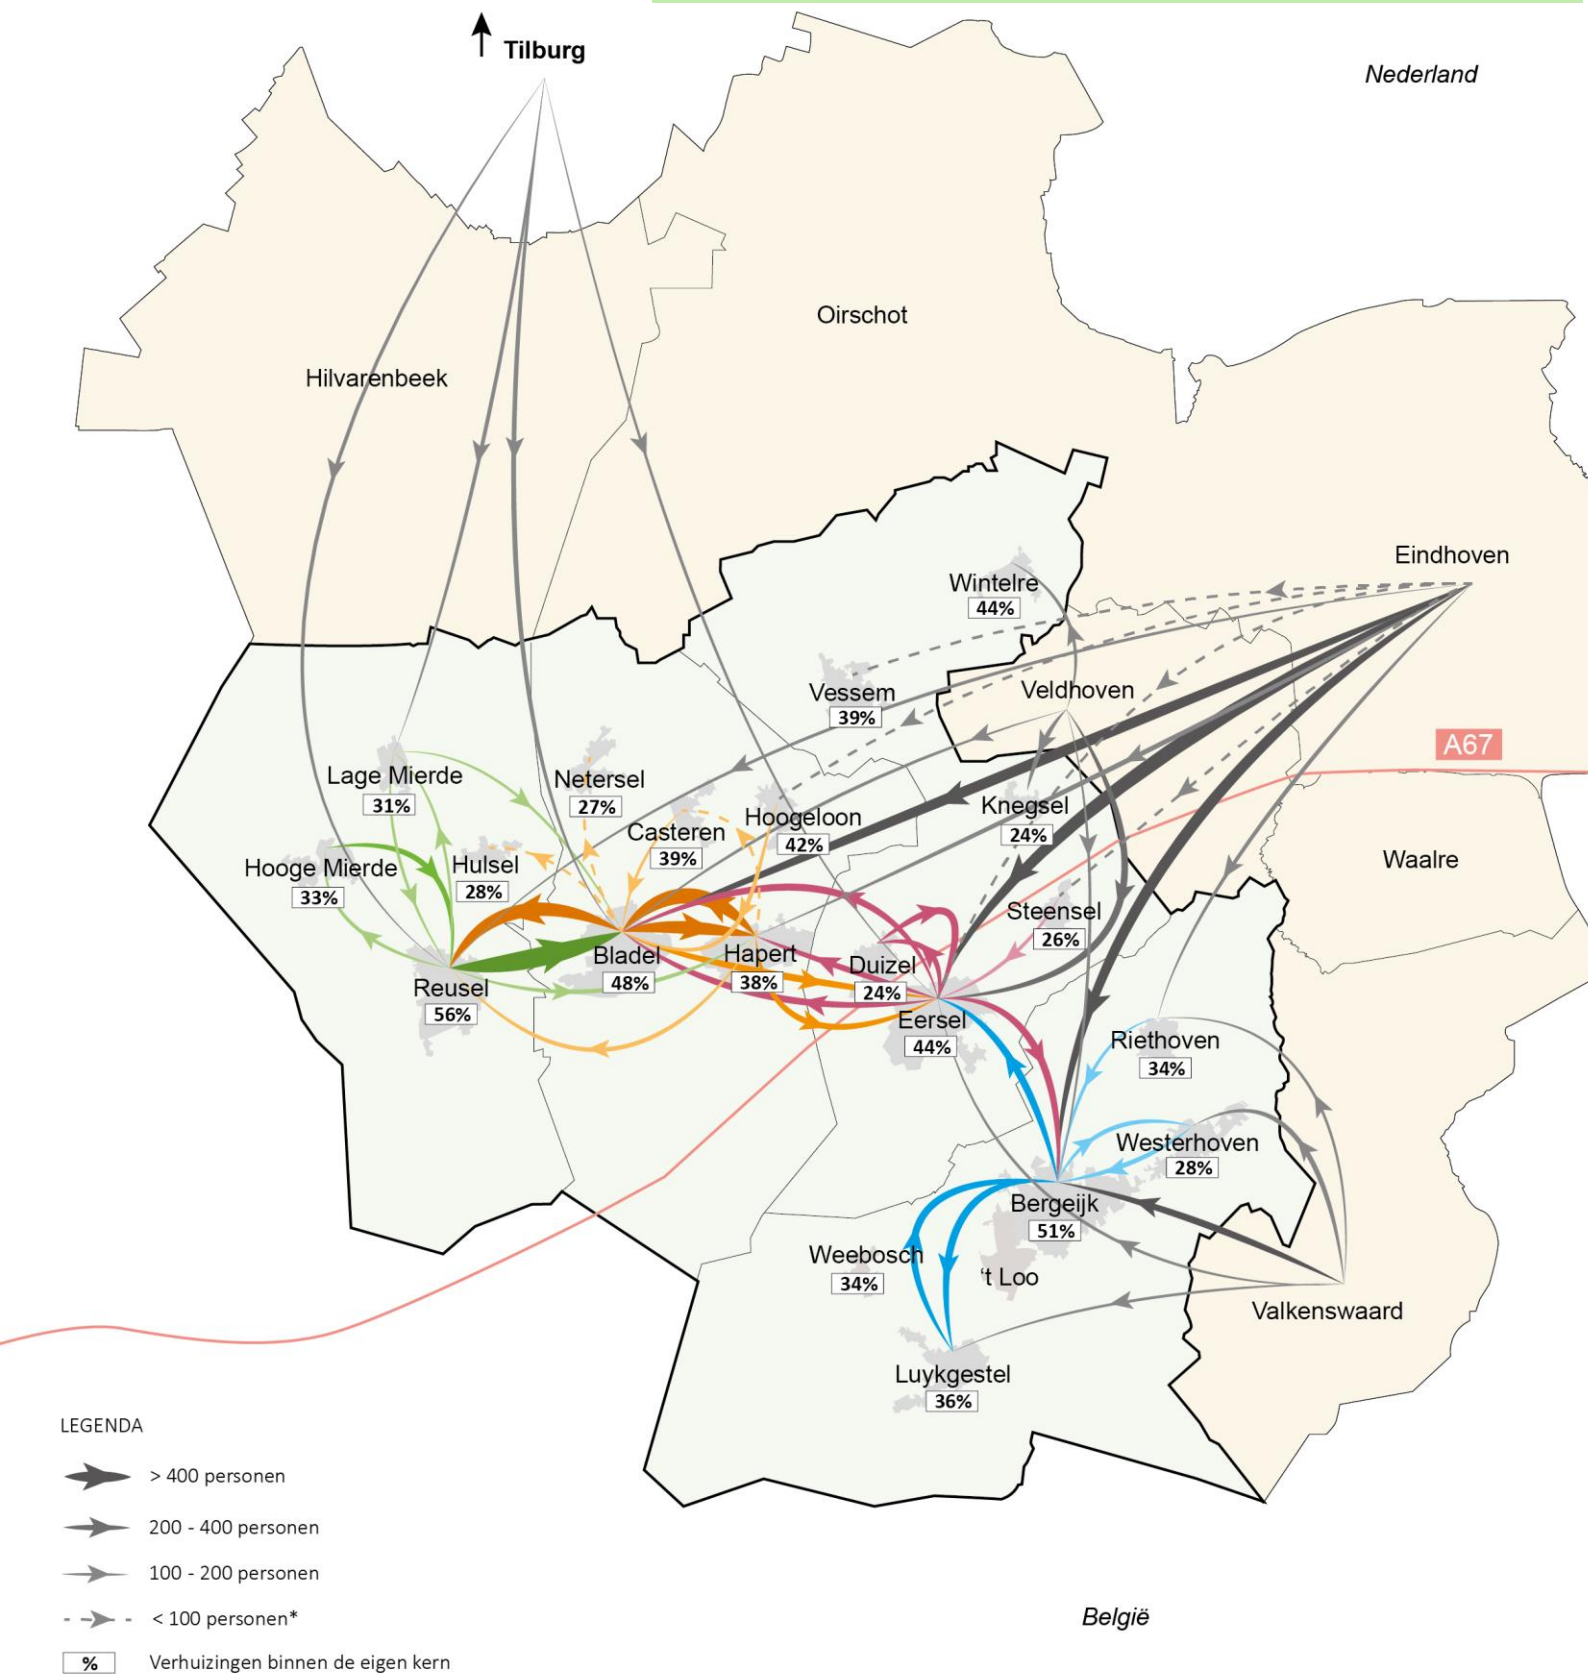 Tilburg
Nederland
Oirschot
Hilvarenbeek
Eindhoven
Wintelre
44%
Vessem
39%
Veldhoven
A67
Lage Mierde
31%
Netersel
27%
Knegsel
24%
Casteren
39%
Hoogeloon
42%
Waalre
Hooge Mierde
33%
Hulsel
28%
Steensel
26%
Bladel
48%
Hapert
38%
Duizel
24%
Reusel
56%
Eersel
44%
Riethoven
34%
Westerhoven
28%
Bergeijk
51%
Weebosch
34%
't Loo
Valkenswaard
Luykgestel
36%
LEGENDA
> 400 personen
200 - 400 personen
100 - 200 personen
< 100 personen*
% Verhuizingen binnen de eigen kern
België